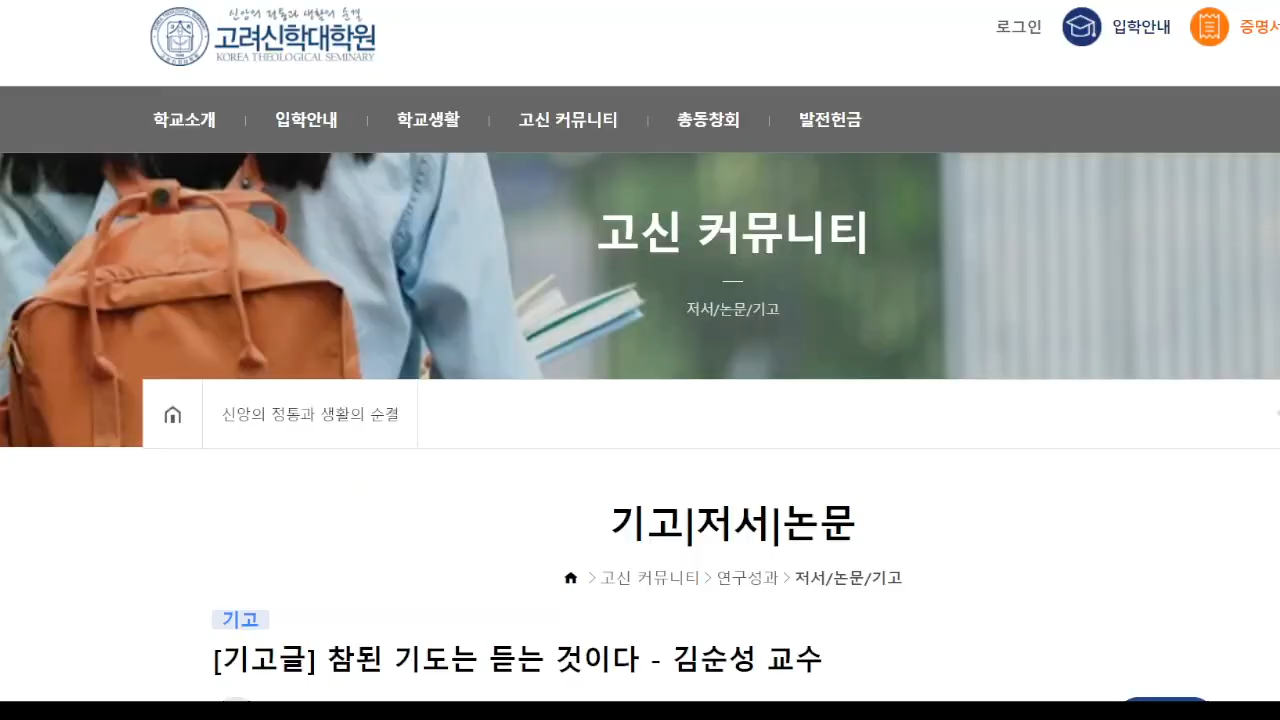 신앙의 정통과 생활의 순결
고려신학대학원
KOREA THEOLOGICAL SEMINARY
로그인
입학안내
증명서
학교소개
입학안내
학교생활
고신 커뮤니티
총동창회
발전헌금
고신 커뮤니티
저서/논문/기고
신앙의 정통과 생활의 순결
기고|저서|논문
고신 커뮤니티 > 연구성과 > 저서/논문/기고
기고
[기고글] 참된 기도는 듣는 것이다 - 김순성 교수